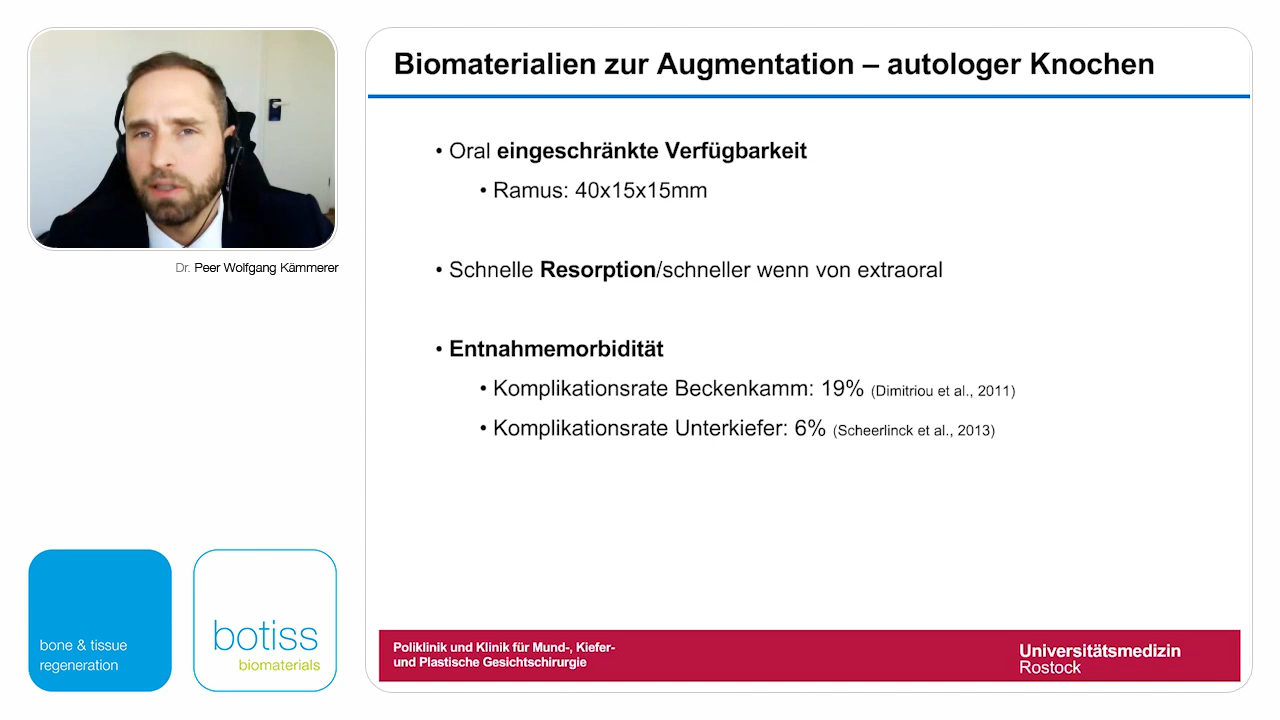 Biomaterialien zur Augmentation – autologer Knochen
• Oral eingeschränkte Verfügbarkeit
• Ramus: 40x15x15mm
• Schnelle Resorption/schneller wenn von extraoral
• Entnahmemorbidität
• Komplikationsrate Beckenkamm: 19% (Dimitriou et al., 2011)
• Komplikationsrate Unterkiefer: 6% (Scheerlinck et al., 2013)
Dr. Peer Wolfgang Kämmerer
bone & tissue
regeneration
botiss
biomaterials
Poliklinik und Klinik für Mund-, Kiefer-
und Plastische Gesichtschirurgie
Universitätsmedizin
Rostock